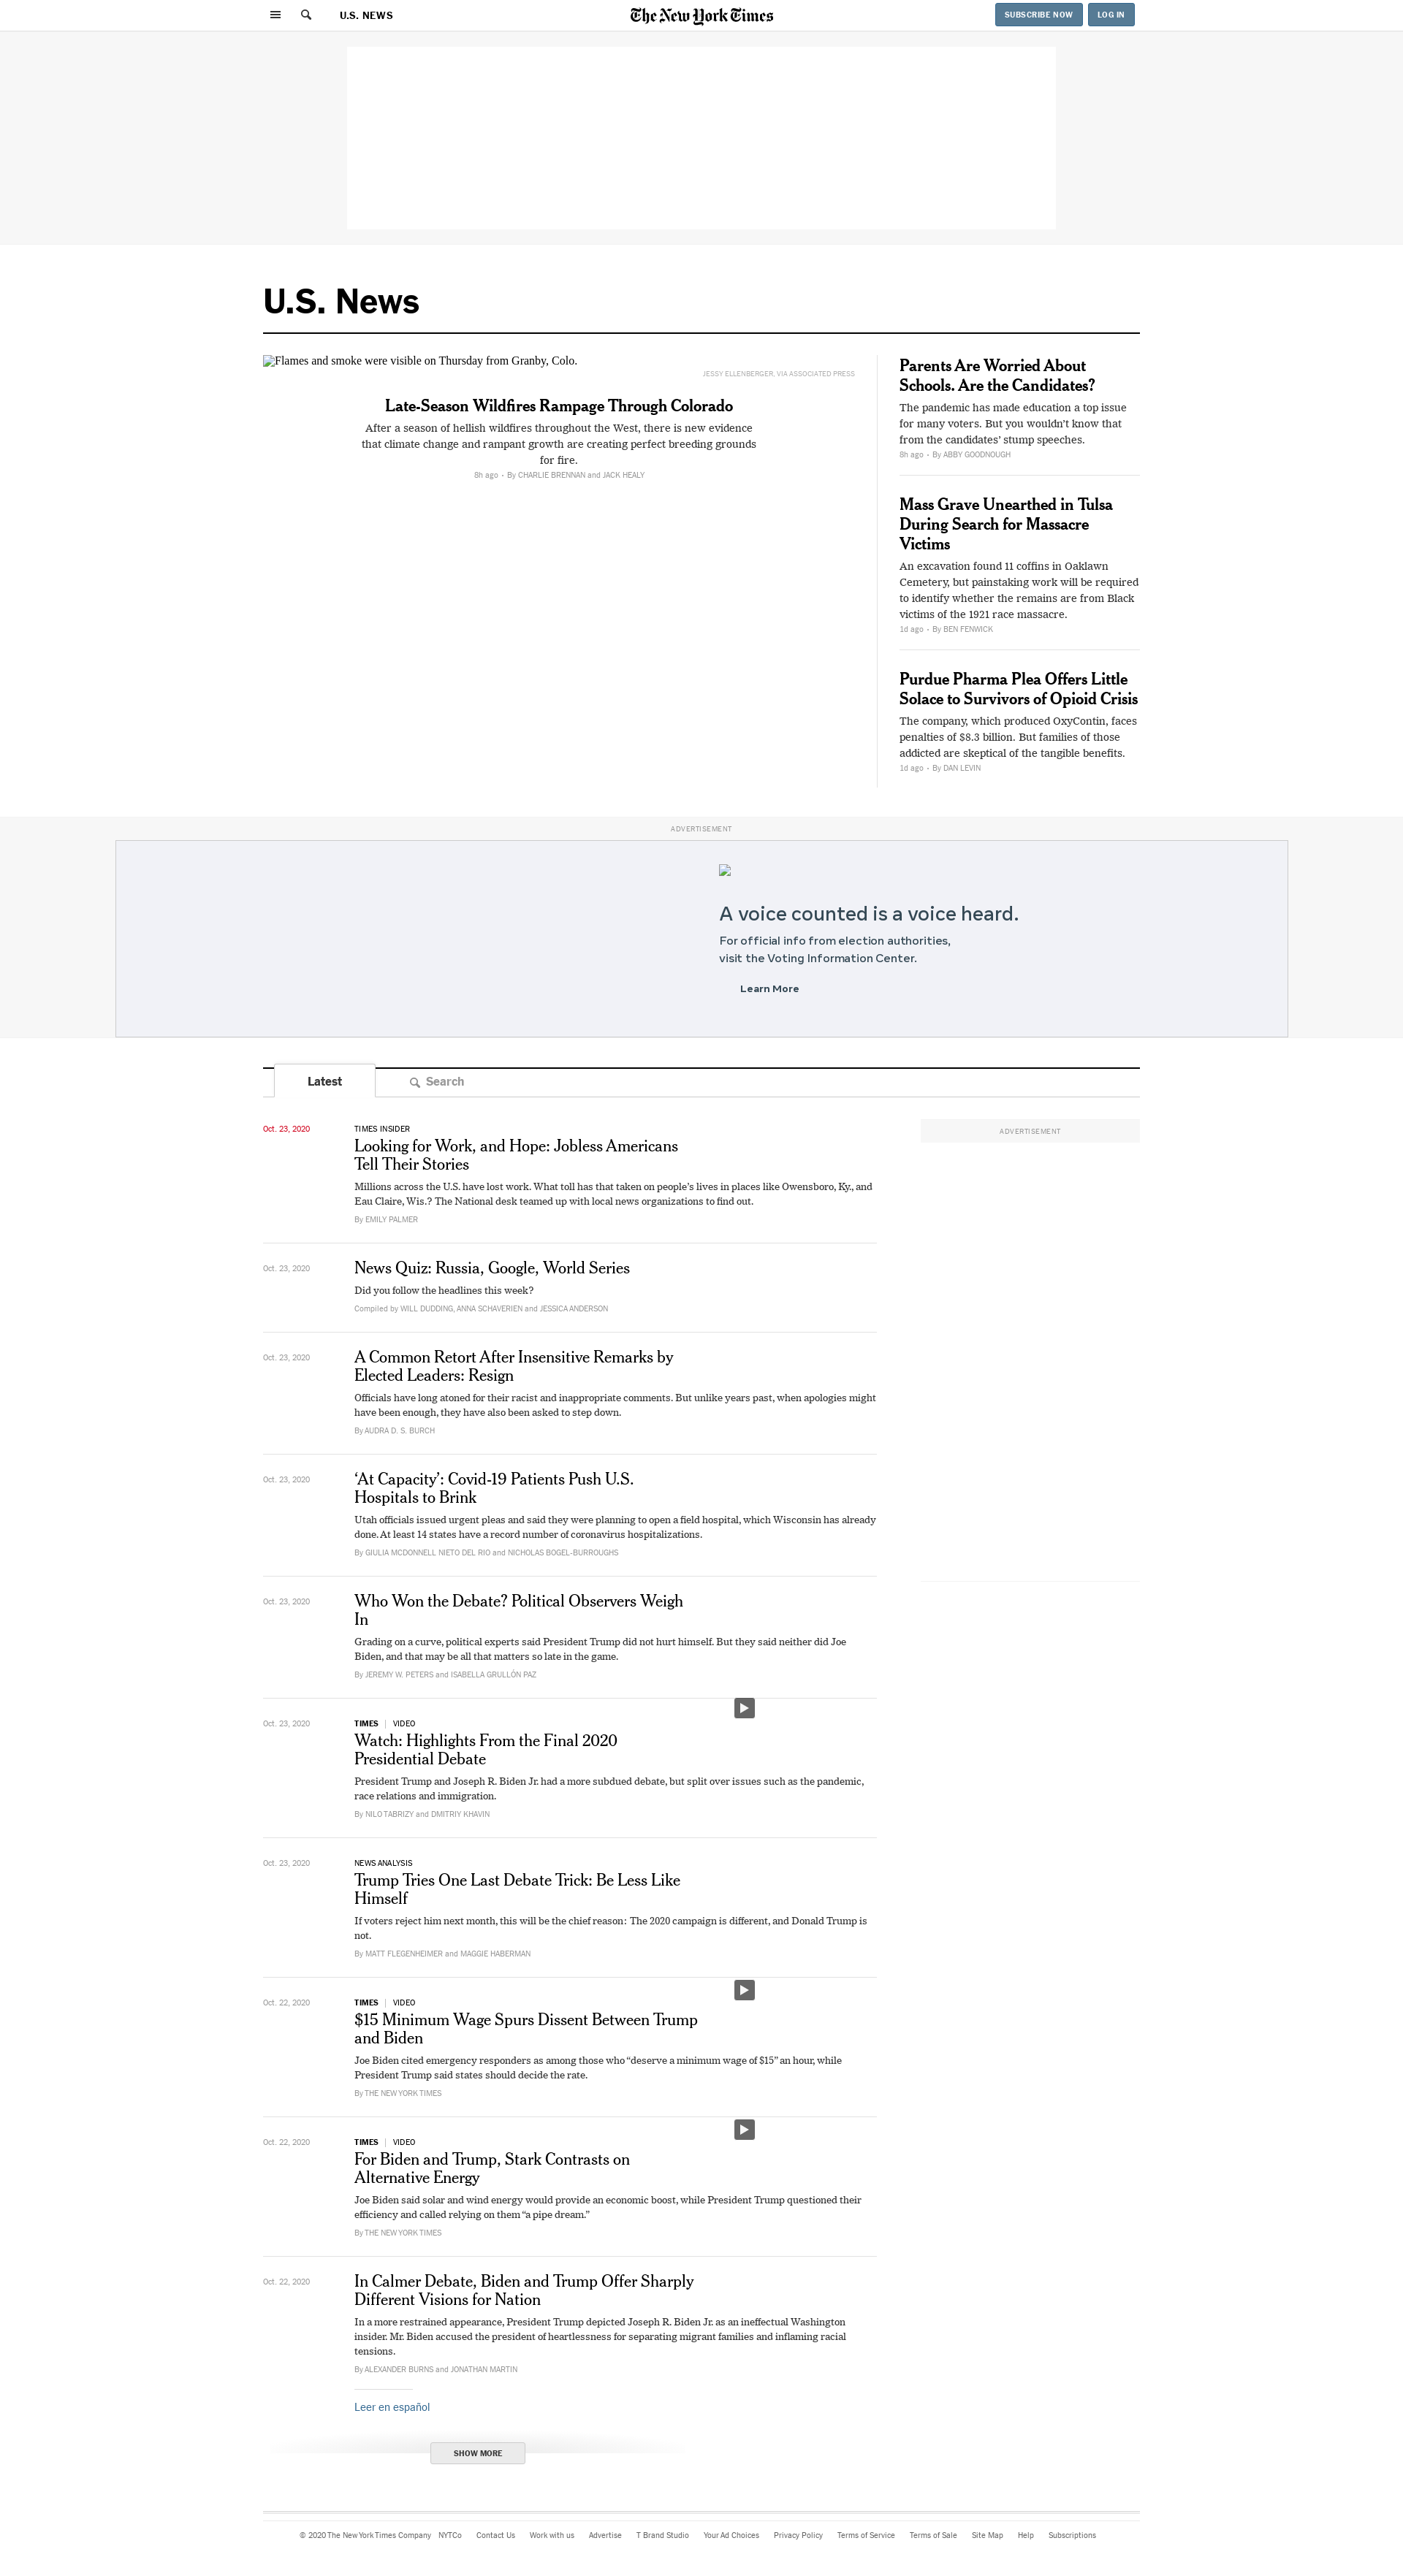 U.S. NEWS
The New York Times
SUBSCRIBE NOW
LOG IN
U.S. News
Flames and smoke were visible on Thursday from Granby, Colo.
JESSY ELLENBERGER, VIA ASSOCIATED PRESS
Late-Season Wildfires Rampage Through Colorado
After a season of hellish wildfires throughout the West, there is new evidence
that climate change and rampant growth are creating perfect breeding grounds
for fire.
8h ago • By CHARLIE BRENNAN and JACK HEALY
Parents Are Worried About
Schools. Are the Candidates?
The pandemic has made education a top issue
for many voters. But you wouldn't know that
from the candidates' stump speeches.
8h ago • By ABBY GOODNOUGH
Mass Grave Unearthed in Tulsa
During Search for Massacre
Victims
An excavation found 11 coffins in Oaklawn
Cemetery, but painstaking work will be required
to identify whether the remains are from Black
victims of the 1921 race massacre.
1d ago • By BEN FENWICK
Purdue Pharma Plea Offers Little
Solace to Survivors of Opioid Crisis
The company, which produced OxyContin, faces
penalties of $8.3 billion. But families of those
addicted are skeptical of the tangible benefits.
1d ago • By DAN LEVIN
ADVERTISEMENT
A voice counted is a voice heard.
For official info from election authorities,
visit the Voting Information Center.
Learn More
Latest
Search
ADVERTISEMENT
Oct. 23, 2020
TIMES INSIDER
Looking for Work, and Hope: Jobless Americans
Tell Their Stories
Millions across the U.S. have lost work. What toll has that taken on people's lives in places like Owensboro, Ky., and
Eau Claire, Wis.? The National desk teamed up with local news organizations to find out.
By EMILY PALMER
Oct. 23, 2020
News Quiz: Russia, Google, World Series
Did you follow the headlines this week?
Compiled by WILL DUDDING, ANNA SCHAVERIEN and JESSICA ANDERSON
Oct. 23, 2020
A Common Retort After Insensitive Remarks by
Elected Leaders: Resign
Officials have long atoned for their racist and inappropriate comments. But unlike years past, when apologies might
have been enough, they have also been asked to step down.
By AUDRA D. S. BURCH
Oct. 23, 2020
‘At Capacity’: Covid-19 Patients Push U.S.
Hospitals to Brink
Utah officials issued urgent pleas and said they were planning to open a field hospital, which Wisconsin has already
done. At least 14 states have a record number of coronavirus hospitalizations.
By GIULIA MCDONNELL NIETO DEL RIO and NICHOLAS BOGEL-BURROUGHS
Oct. 23, 2020
Who Won the Debate? Political Observers Weigh
In
Grading on a curve, political experts said President Trump did not hurt himself. But they said neither did Joe
Biden, and that may be all that matters so late in the game.
By JEREMY W. PETERS and ISABELLA GRULLÓN PAZ
Oct. 23, 2020
TIMES | VIDEO
Watch: Highlights From the Final 2020
Presidential Debate
President Trump and Joseph R. Biden Jr. had a more subdued debate, but split over issues such as the pandemic,
race relations and immigration.
By NILO TABRIZY and DMITRIY KHAVIN
Oct. 23, 2020
NEWS ANALYSIS
Trump Tries One Last Debate Trick: Be Less Like
Himself
If voters reject him next month, this will be the chief reason: The 2020 campaign is different, and Donald Trump is
not.
By MATT FLEGENHEIMER and MAGGIE HABERMAN
Oct. 22, 2020
TIMES | VIDEO
$15 Minimum Wage Spurs Dissent Between Trump
and Biden
Joe Biden cited emergency responders as among those who “deserve a minimum wage of $15” an hour, while
President Trump said states should decide the rate.
By THE NEW YORK TIMES
Oct. 22, 2020
TIMES | VIDEO
For Biden and Trump, Stark Contrasts on
Alternative Energy
Joe Biden said solar and wind energy would provide an economic boost, while President Trump questioned their
efficiency and called relying on them “a pipe dream.”
By THE NEW YORK TIMES
Oct. 22, 2020
In Calmer Debate, Biden and Trump Offer Sharply
Different Visions for Nation
In a more restrained appearance, President Trump depicted Joseph R. Biden Jr. as an ineffectual Washington
insider. Mr. Biden accused the president of heartlessness for separating migrant families and inflaming racial
tensions.
By ALEXANDER BURNS and JONATHAN MARTIN
Leer en español
SHOW MORE
© 2020 The New York Times Company NYTCo Contact Us Work with us Advertise T Brand Studio Your Ad Choices Privacy Policy Terms of Service Terms of Sale Site Map Help Subscriptions